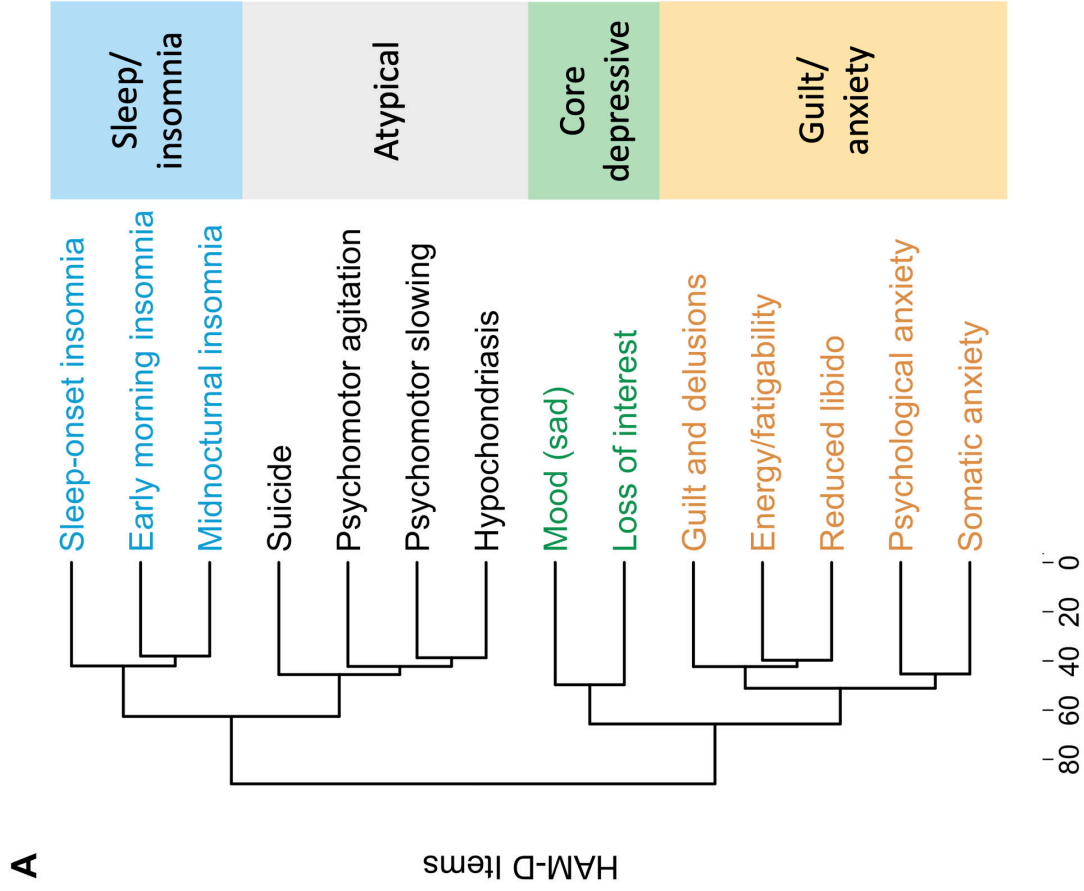 A
HAM-D Items
Sleep-onset insomnia
Early morning insomnia
Midnocturnal insomnia
Suicide
Psychomotor agitation
Psychomotor slowing
Hypochondriasis
Mood (sad)
Loss of interest
Guilt and delusions
Energy/fatigability
Reduced libido
Psychological anxiety
Somatic anxiety
Sleep/
insomnia
Atypical
Core
depressive
Guilt/
anxiety
80
60
40
20
0